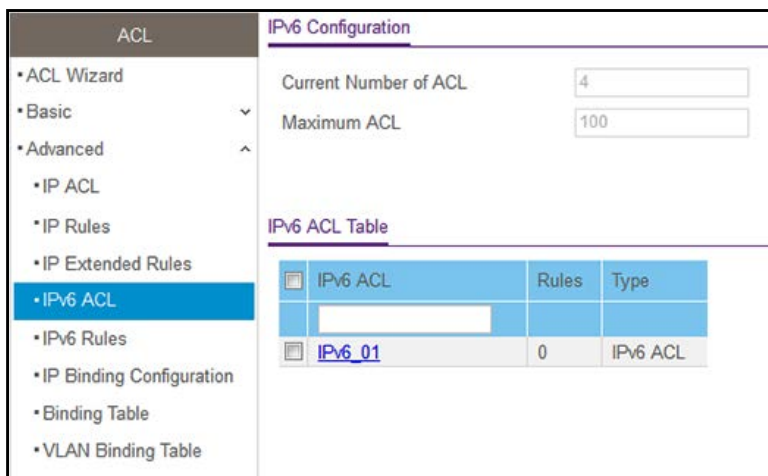 ACL
• ACL Wizard
• Basic
• Advanced
• IP ACL
• IP Rules
• IP Extended Rules
• IPv6 ACL
• IPv6 Rules
• IP Binding Configuration
• Binding Table
• VLAN Binding Table
IPv6 Configuration
Current Number of ACL 4
Maximum ACL 100
IPv6 ACL Table
IPv6 ACL Rules Type
IPv6_01 0 IPv6 ACL